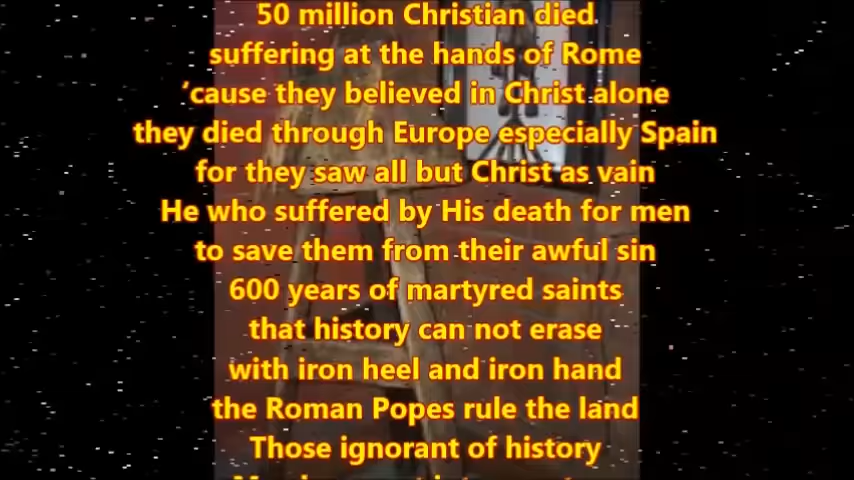 50 million Christian died
suffering at the hands of Rome
‘cause they believed in Christ alone
they died through Europe especially Spain
for they saw all but Christ as vain
He who suffered by His death for men
to save them from their awful sin
600 years of martyred saints
that history can not erase
with iron heel and iron hand
the Roman Popes rule the land
Those ignorant of history